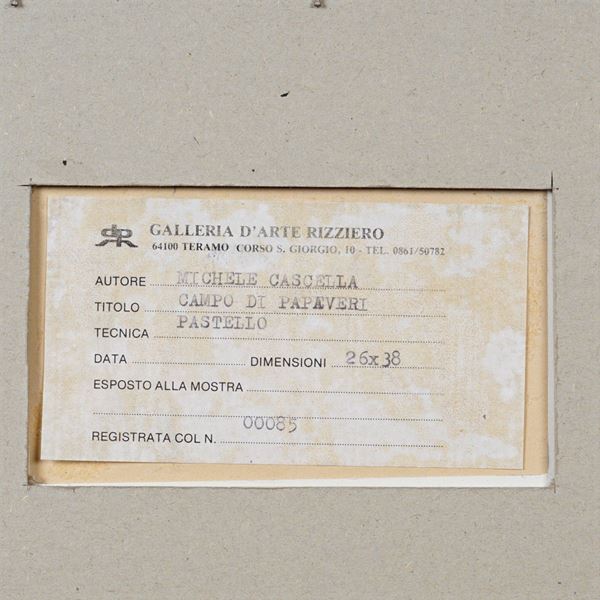 GALLERIA D'ARTE RIZZIERO
64100 TERAMO CORSO S. GIORGIO, 10 - TEL. 0861/50782
AUTORE MICHELE CASCELLA
TITOLO CAMPO DI PAPAVERI
TECNICA PASTELLO
DATA DIMENSIONI 26x38
ESPOSTO ALLA MOSTRA
REGISTRATA COL N. 00085